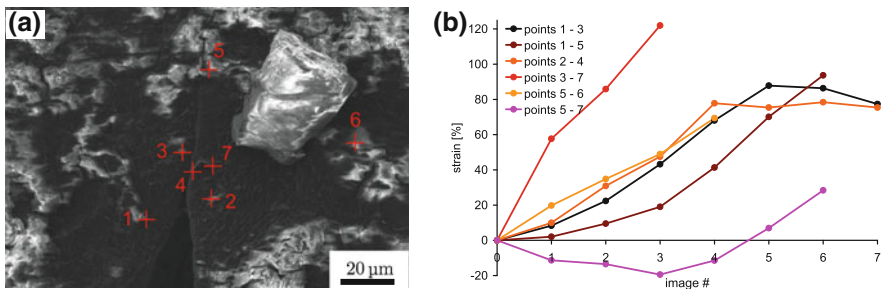 (a)
5
6
3
7
4
2
1
20 µm
(b)
120
100
80
60
40
20
0
-20
strain [%]
points 1 - 3
points 1 - 5
points 2 - 4
points 3 - 7
points 5 - 6
points 5 - 7
0 1 2 3 4 5 6 7
image #